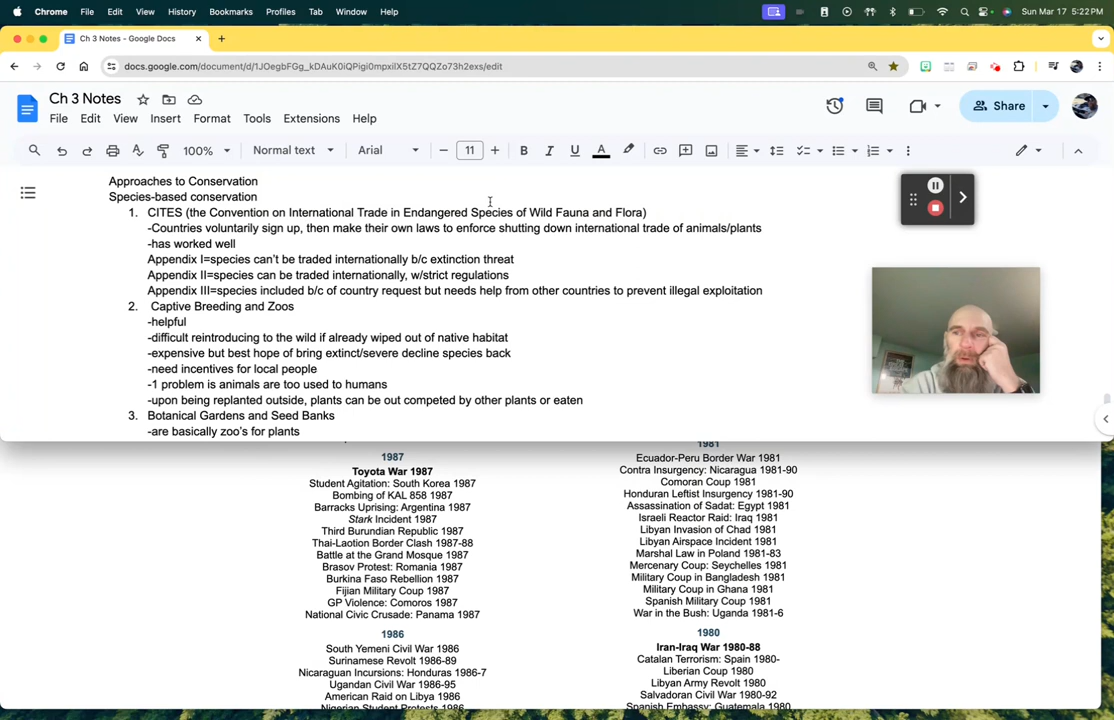 Chrome File Edit View History Bookmarks Profiles Tab Window Help Sun Mar 17 5:22 PM
Ch 3 Notes - Google Docs
docs.google.com/document/d/1JOegbFGg_kDAuK0iQPigi0mpxilX5tZ7QQZo73h2exs/edit
Ch 3 Notes
Share
File Edit View Insert Format Tools Extensions Help
100% Normal text Arial 11
Approaches to Conservation
Species-based conservation
1. CITES (the Convention on International Trade in Endangered Species of Wild Fauna and Flora)
-Countries voluntarily sign up, then make their own laws to enforce shutting down international trade of animals/plants
-has worked well
Appendix I=species can't be traded internationally b/c extinction threat
Appendix II=species can be traded internationally, w/strict regulations
Appendix III=species included b/c of country request but needs help from other countries to prevent illegal exploitation
2. Captive Breeding and Zoos
-helpful
-difficult reintroducing to the wild if already wiped out of native habitat
-expensive but best hope of bring extinct/severe decline species back
-need incentives for local people
-1 problem is animals are too used to humans
-upon being replanted outside, plants can be out competed by other plants or eaten
3. Botanical Gardens and Seed Banks
-are basically zoo's for plants
1987
Toyota War 1987
Student Agitation: South Korea 1987
Bombing of KAL 858 1987
Barracks Uprising: Argentina 1987
Stark Incident 1987
Third Burundian Republic 1987
Thai-Laotion Border Clash 1987-88
Battle at the Grand Mosque 1987
Brasov Protest: Romania 1987
Burkina Faso Rebellion 1987
Fijian Military Coup 1987
GP Violence: Comoros 1987
National Civic Crusade: Panama 1987
1986
South Yemeni Civil War 1986
Surinamese Revolt 1986-89
Nicaraguan Incursions: Honduras 1986-7
Ugandan Civil War 1986-95
American Raid on Libya 1986
Nigerian Student Protests 1986
1981
Ecuador-Peru Border War 1981
Contra Insurgency: Nicaragua 1981-90
Comoran Coup 1981
Honduran Leftist Insurgency 1981-90
Assassination of Sadat: Egypt 1981
Israeli Reactor Raid: Iraq 1981
Libyan Invasion of Chad 1981
Libyan Airspace Incident 1981
Marshal Law in Poland 1981-83
Mercenary Coup: Seychelles 1981
Military Coup in Bangladesh 1981
Military Coup in Ghana 1981
Spanish Military Coup 1981
War in the Bush: Uganda 1981-6
1980
Iran-Iraq War 1980-88
Catalan Terrorism: Spain 1980-
Liberian Coup 1980
Libyan Army Revolt 1980
Salvadoran Civil War 1980-92
Spanish Embassy: Guatemala 1980